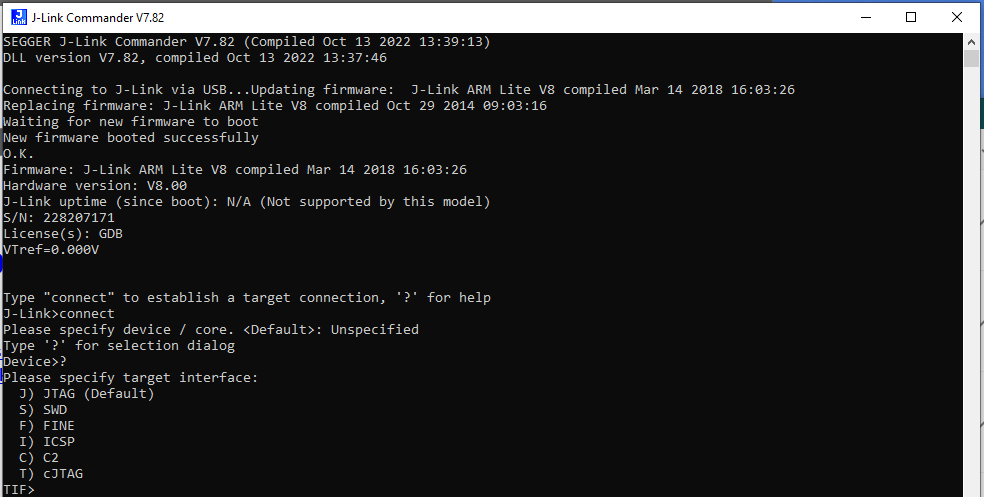 J-Link Commander V7.82
SEGGER J-Link Commander V7.82 (Compiled Oct 13 2022 13:39:13)
DLL version V7.82, compiled Oct 13 2022 13:37:46
Connecting to J-Link via USB...Updating firmware:  J-Link ARM Lite V8 compiled Mar 14 2018 16:03:26
Replacing firmware: J-Link ARM Lite V8 compiled Oct 29 2014 09:03:16
Waiting for new firmware to boot
New firmware booted successfully
O.K.
Firmware: J-Link ARM Lite V8 compiled Mar 14 2018 16:03:26
Hardware version: V8.00
J-Link uptime (since boot): N/A (Not supported by this model)
S/N: 228207171
License(s): GDB
VTref=0.000V
Type "connect" to establish a target connection, '?' for help
J-Link>connect
Please specify device / core. <Default>: Unspecified
Type '?' for selection dialog
Device>?
Please specify target interface:
  J) JTAG (Default)
  S) SWD
  F) FINE
  I) ICSP
  C) C2
  T) cJTAG
TIF>